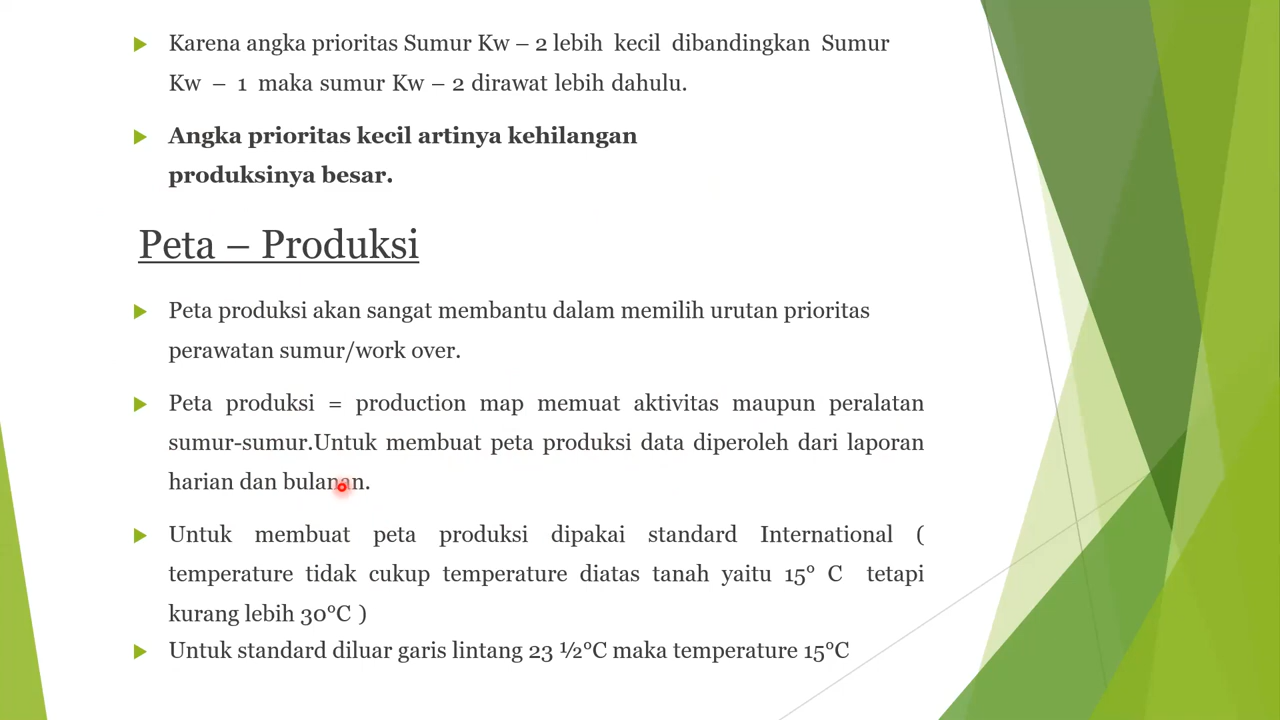 Karena angka prioritas Sumur Kw – 2 lebih kecil dibandingkan Sumur
Kw – 1 maka sumur Kw – 2 dirawat lebih dahulu.
Angka prioritas kecil artinya kehilangan
produksinya besar.
Peta – Produksi
Peta produksi akan sangat membantu dalam memilih urutan prioritas
perawatan sumur/work over.
Peta produksi = production map memuat aktivitas maupun peralatan
sumur-sumur.Untuk membuat peta produksi data diperoleh dari laporan
harian dan bulanan.
Untuk membuat peta produksi dipakai standard International (
temperature tidak cukup temperature diatas tanah yaitu 15° C tetapi
kurang lebih 30°C )
Untuk standard diluar garis lintang 23 ½°C maka temperature 15°C